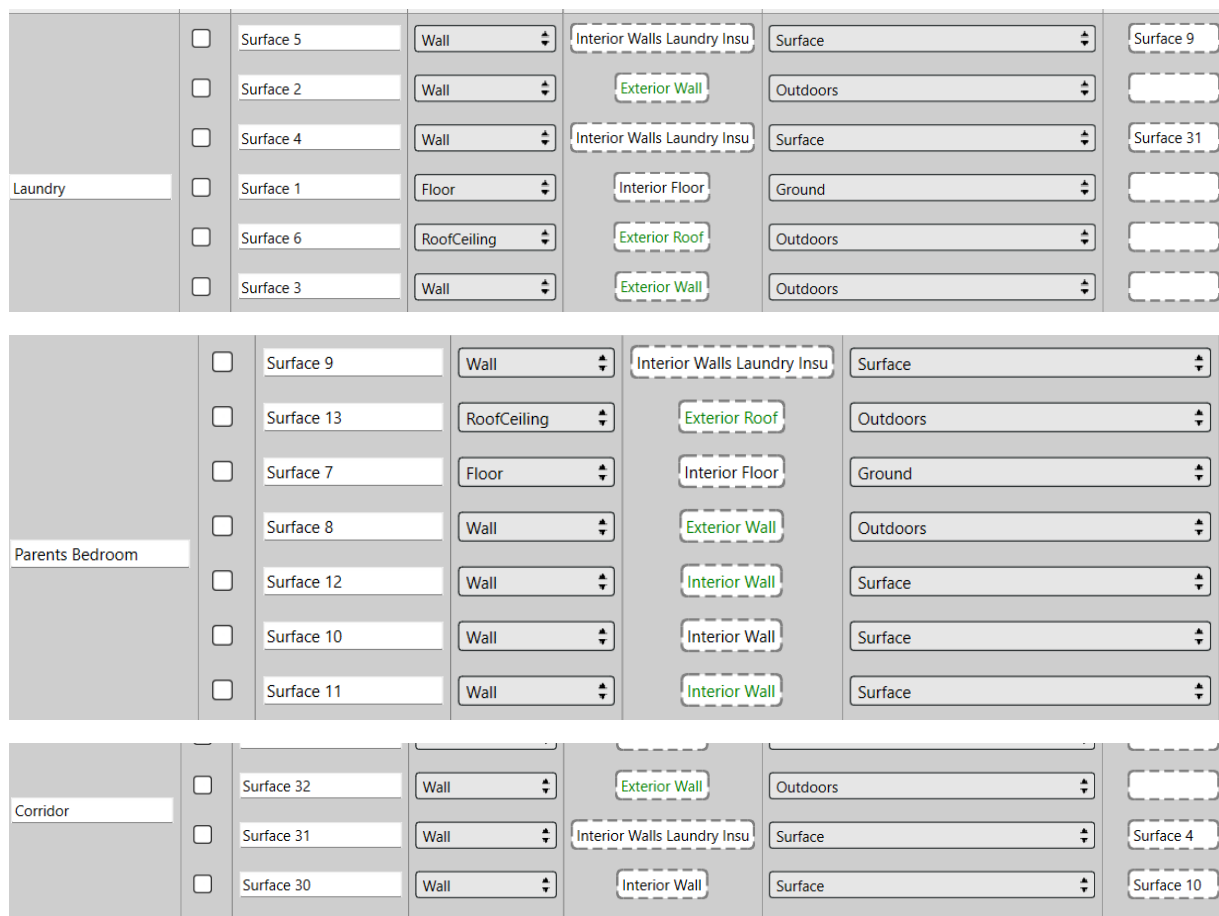 Surface 5 Wall Interior Walls Laundry Insu Surface Surface 9
Surface 2 Wall Exterior Wall Outdoors
Surface 4 Wall Interior Walls Laundry Insu Surface Surface 31
Laundry Surface 1 Floor Interior Floor Ground
Surface 6 RoofCeiling Exterior Roof Outdoors
Surface 3 Wall Exterior Wall Outdoors
Surface 9 Wall Interior Walls Laundry Insu Surface
Surface 13 RoofCeiling Exterior Roof Outdoors
Surface 7 Floor Interior Floor Ground
Surface 8 Wall Exterior Wall Outdoors
Parents Bedroom
Surface 12 Wall Interior Wall Surface
Surface 10 Wall Interior Wall Surface
Surface 11 Wall Interior Wall Surface
Surface 32 Wall Exterior Wall Outdoors
Corridor
Surface 31 Wall Interior Walls Laundry Insu Surface Surface 4
Surface 30 Wall Interior Wall Surface Surface 10